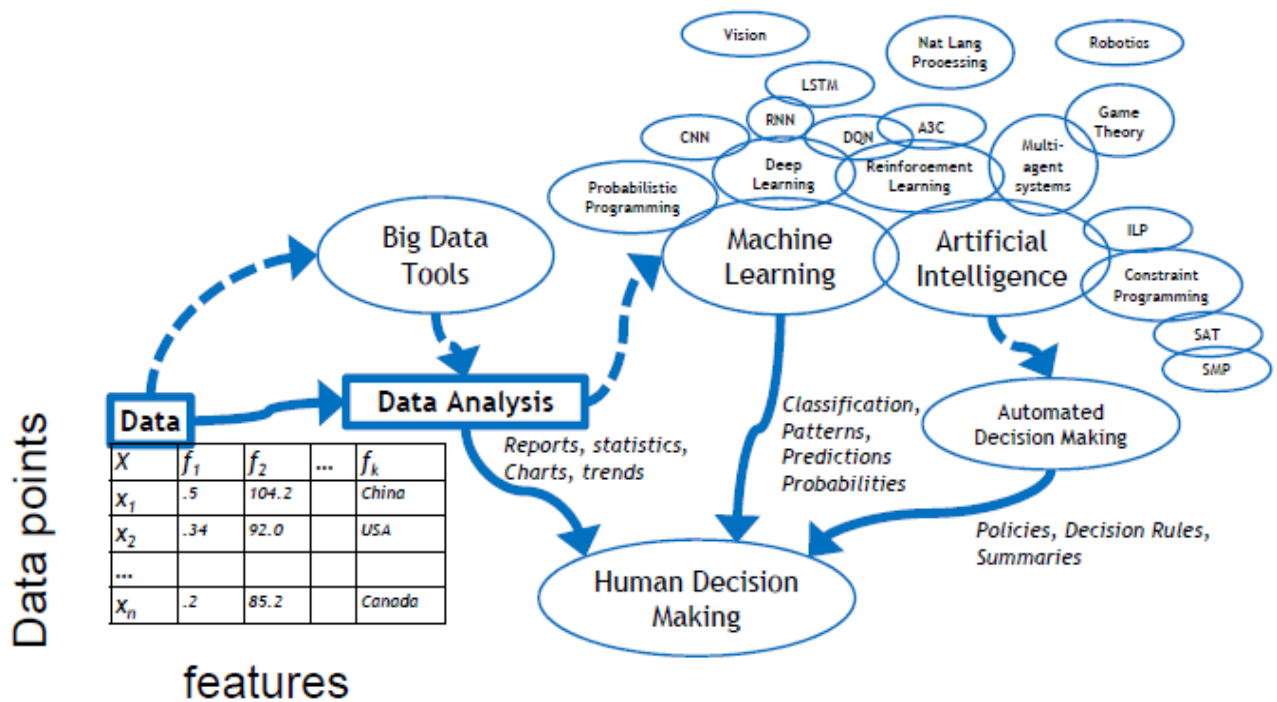 Vision
Nat Lang
Processing
Robotics
LSTM
Game
Theory
RNN
CNN
DQN
A3C
Multi-
agent
systems
Deep
Learning
Reinforcement
Learning
Probabilistic
Programming
Big Data
Tools
Machine
Learning
Artificial
Intelligence
ILP
Constraint
Programming
SAT
SMP
Data
Data Analysis
Reports, statistics,
Charts, trends
Classification,
Patterns,
Predictions
Probabilities
Automated
Decision Making
Policies, Decision Rules,
Summaries
Human Decision
Making
Data points
X f1 f2 ... fk
x1 .5 104.2 China
x2 .34 92.0 USA
...
xn .2 85.2 Canada
features